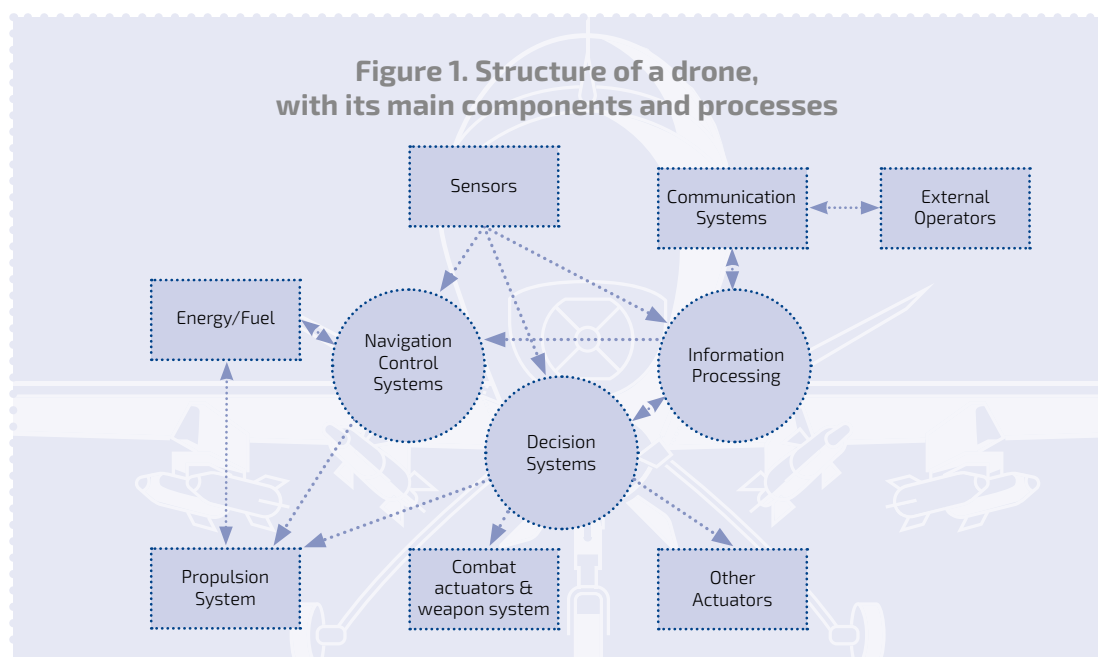 Figure 1. Structure of a drone,
with its main components and processes
Sensors
Communication
Systems
External
Operators
Energy/Fuel
Navigation
Control
Systems
Information
Processing
Decision
Systems
Propulsion
System
Combat
actuators &
weapon system
Other
Actuators